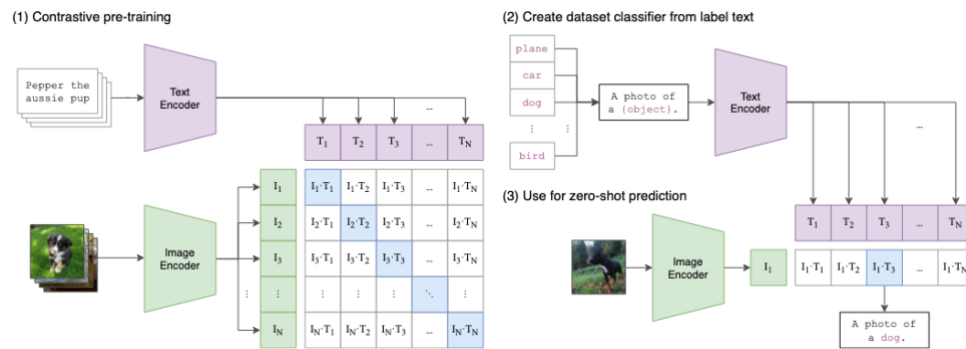 (1) Contrastive pre-training
Pepper the
aussie pup
Text
Encoder
...
T1 T2 T3 ... TN
I1 I1·T1 I1·T2 I1·T3 ... I1·TN
I2 I2·T1 I2·T2 I2·T3 ... I2·TN
Image
Encoder
I3 I3·T1 I3·T2 I3·T3 ... I3·TN
⋮ ⋮ ⋮ ⋮ ⋮ ⋱ ⋮
IN IN·T1 IN·T2 IN·T3 ... IN·TN
(2) Create dataset classifier from label text
plane
car
dog
⋮ ⋮
bird
A photo of
a {object}.
Text
Encoder
...
(3) Use for zero-shot prediction
Image
Encoder
T1 T2 T3 ... TN
I1 I1·T1 I1·T2 I1·T3 ... I1·TN
A photo of
a dog.